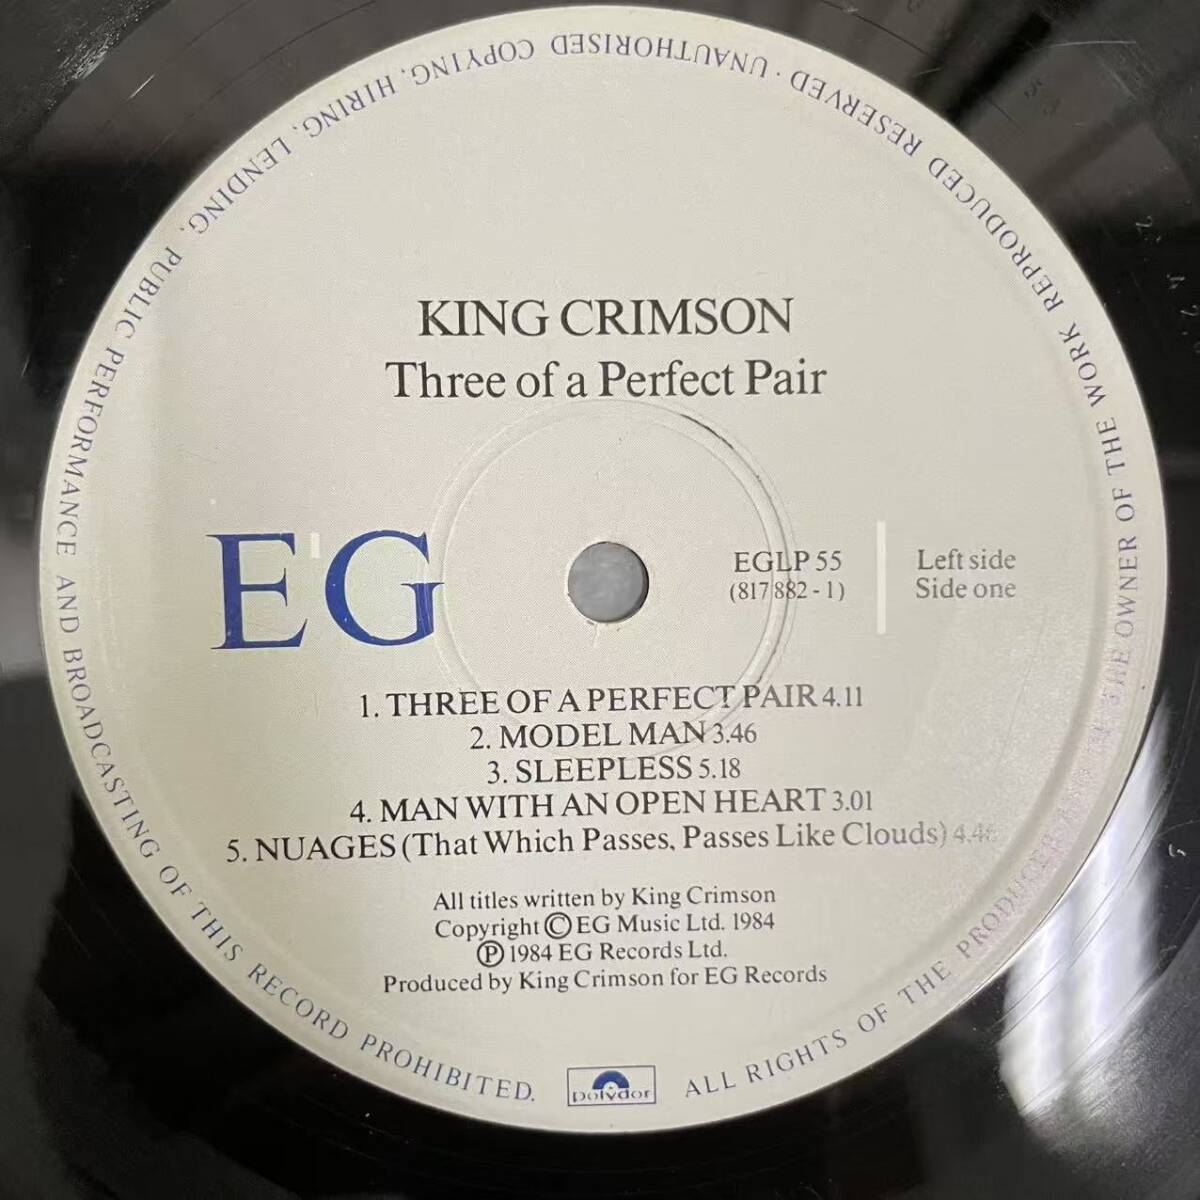 KING CRIMSON
Three of a Perfect Pair
EG
EGLP 55
(817 882 - 1)
Left side
Side one
1. THREE OF A PERFECT PAIR 4.11
2. MODEL MAN 3.46
3. SLEEPLESS 5.18
4. MAN WITH AN OPEN HEART 3.01
5. NUAGES (That Which Passes, Passes Like Clouds) 4.46
All titles written by King Crimson
Copyright © EG Music Ltd. 1984
℗ 1984 EG Records Ltd.
Produced by King Crimson for EG Records
polydor
ALL RIGHTS OF THE PRODUCER THE OWNER OF THE WORK REPRODUCED RESERVED · UNAUTHORISED COPYING, HIRING, LENDING, PUBLIC PERFORMANCE AND BROADCASTING OF THIS RECORD PROHIBITED.